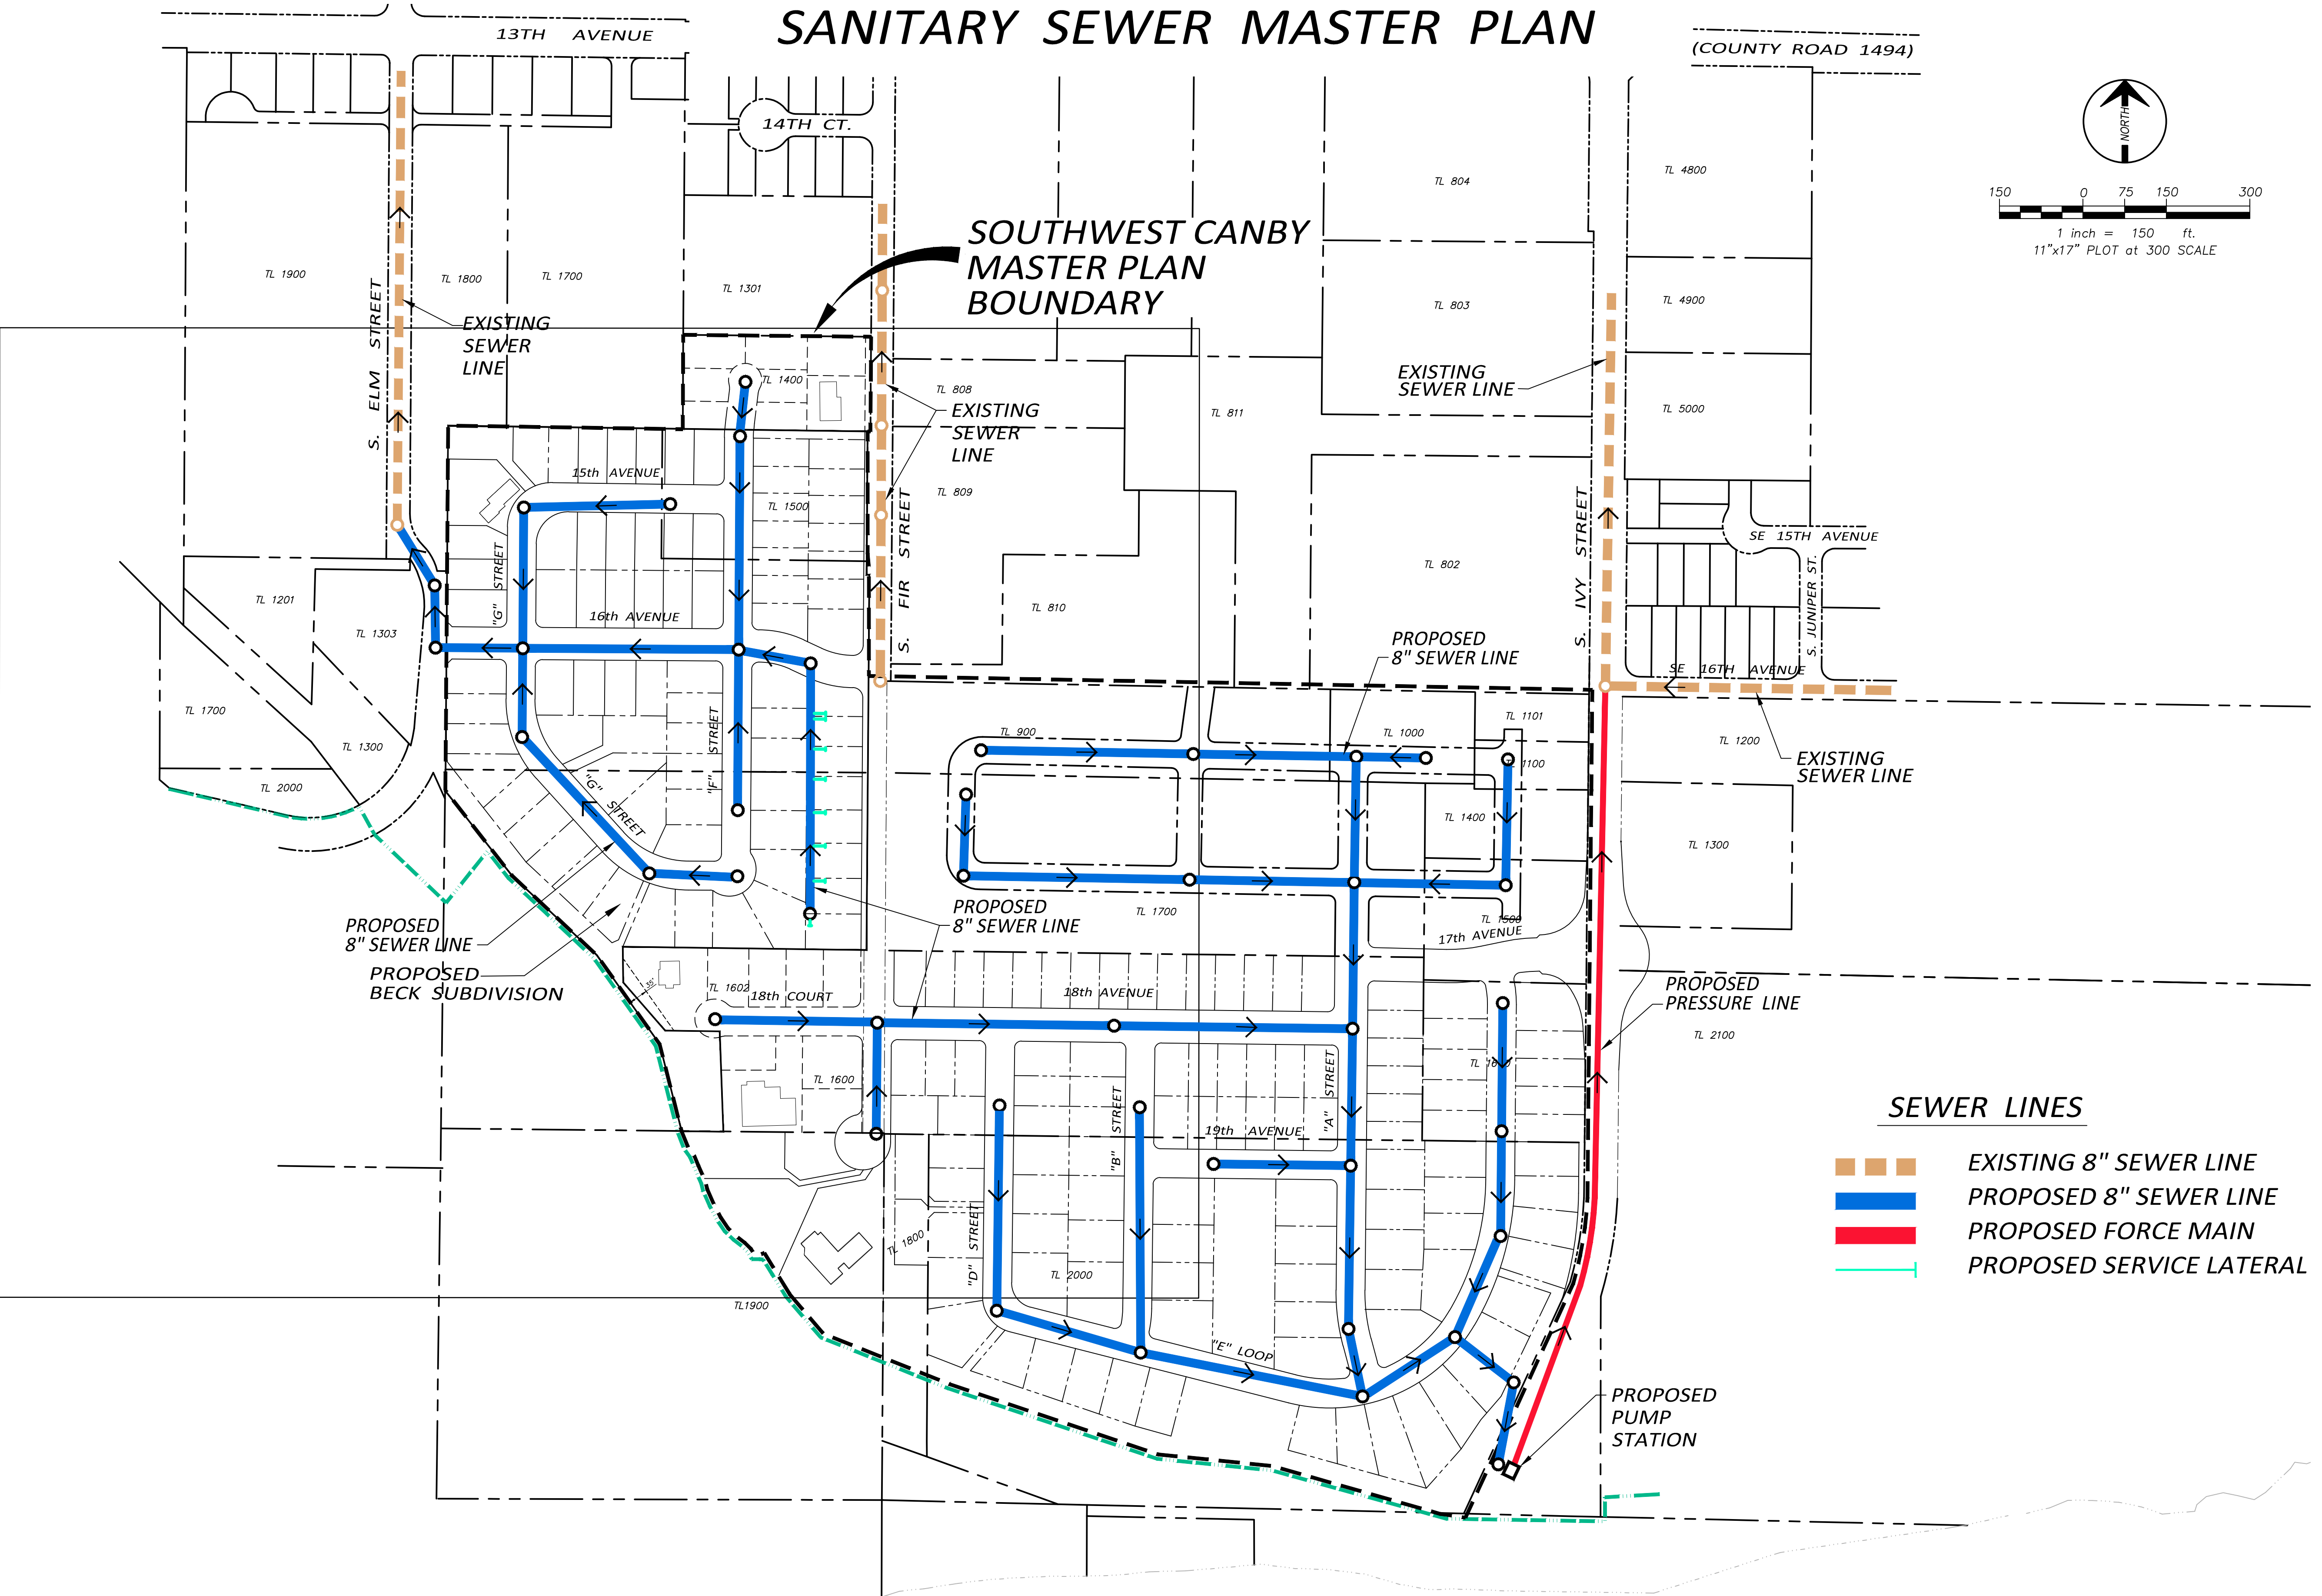 SANITARY SEWER MASTER PLAN
13TH AVENUE
(COUNTY ROAD 1494)
14TH CT.
NORTH
150 0 75 150 300
1 inch = 150 ft.
11"x17" PLOT at 300 SCALE
TL 804
TL 4800
SOUTHWEST CANBY
MASTER PLAN
BOUNDARY
TL 1900
TL 1800
TL 1700
TL 1301
TL 803
TL 4900
S. ELM STREET
EXISTING
SEWER
LINE
EXISTING
SEWER LINE
TL 1400
TL 808
EXISTING
SEWER
LINE
TL 811
TL 5000
15th AVENUE
TL 1500
TL 809
S. FIR STREET
S. IVY STREET
SE 15TH AVENUE
S. JUNIPER ST.
TL 802
"G" STREET
TL 1201
TL 1303
16th AVENUE
TL 810
PROPOSED
8" SEWER LINE
SE 16TH AVENUE
TL 1700
TL 1300
"F" STREET
TL 900
TL 1000
TL 1101
TL 1100
TL 1200
EXISTING
SEWER LINE
TL 2000
"G" STREET
TL 1400
TL 1300
PROPOSED
8" SEWER LINE
PROPOSED
BECK SUBDIVISION
PROPOSED
8" SEWER LINE
TL 1700
TL 1500
17th AVENUE
35'
TL 1602
18th COURT
18th AVENUE
PROPOSED
PRESSURE LINE
TL 2100
TL 1600
"B" STREET
"A" STREET
19th AVENUE
SEWER LINES
EXISTING 8" SEWER LINE
PROPOSED 8" SEWER LINE
PROPOSED FORCE MAIN
PROPOSED SERVICE LATERAL
TL 1800
"D" STREET
TL 2000
TL1900
"E" LOOP
PROPOSED
PUMP
STATION